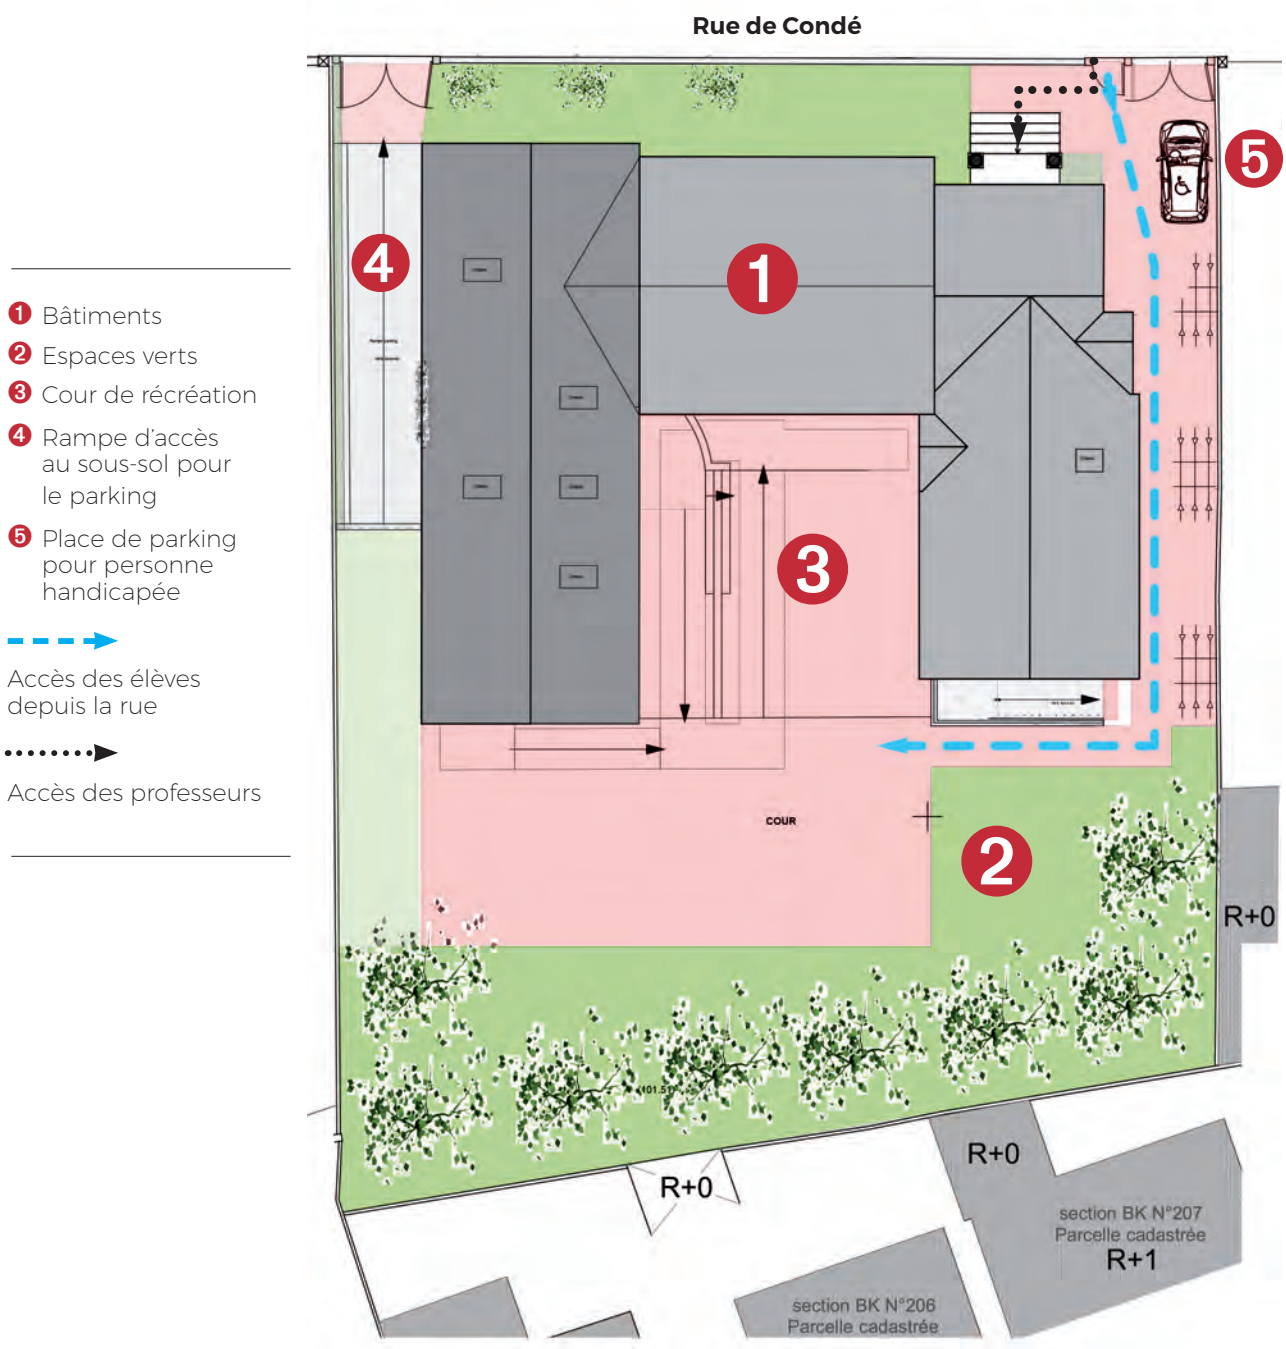 Rue de Condé
1 Bâtiments
2 Espaces verts
3 Cour de récréation
4 Rampe d'accès
au sous-sol pour
le parking
5 Place de parking
pour personne
handicapée
Accès des élèves
depuis la rue
Accès des professeurs
5
4
1
3
COUR
2
R+0
101.51
R+0
R+0
section BK N°207
Parcelle cadastrée
R+1
section BK N°206
Parcelle cadastrée